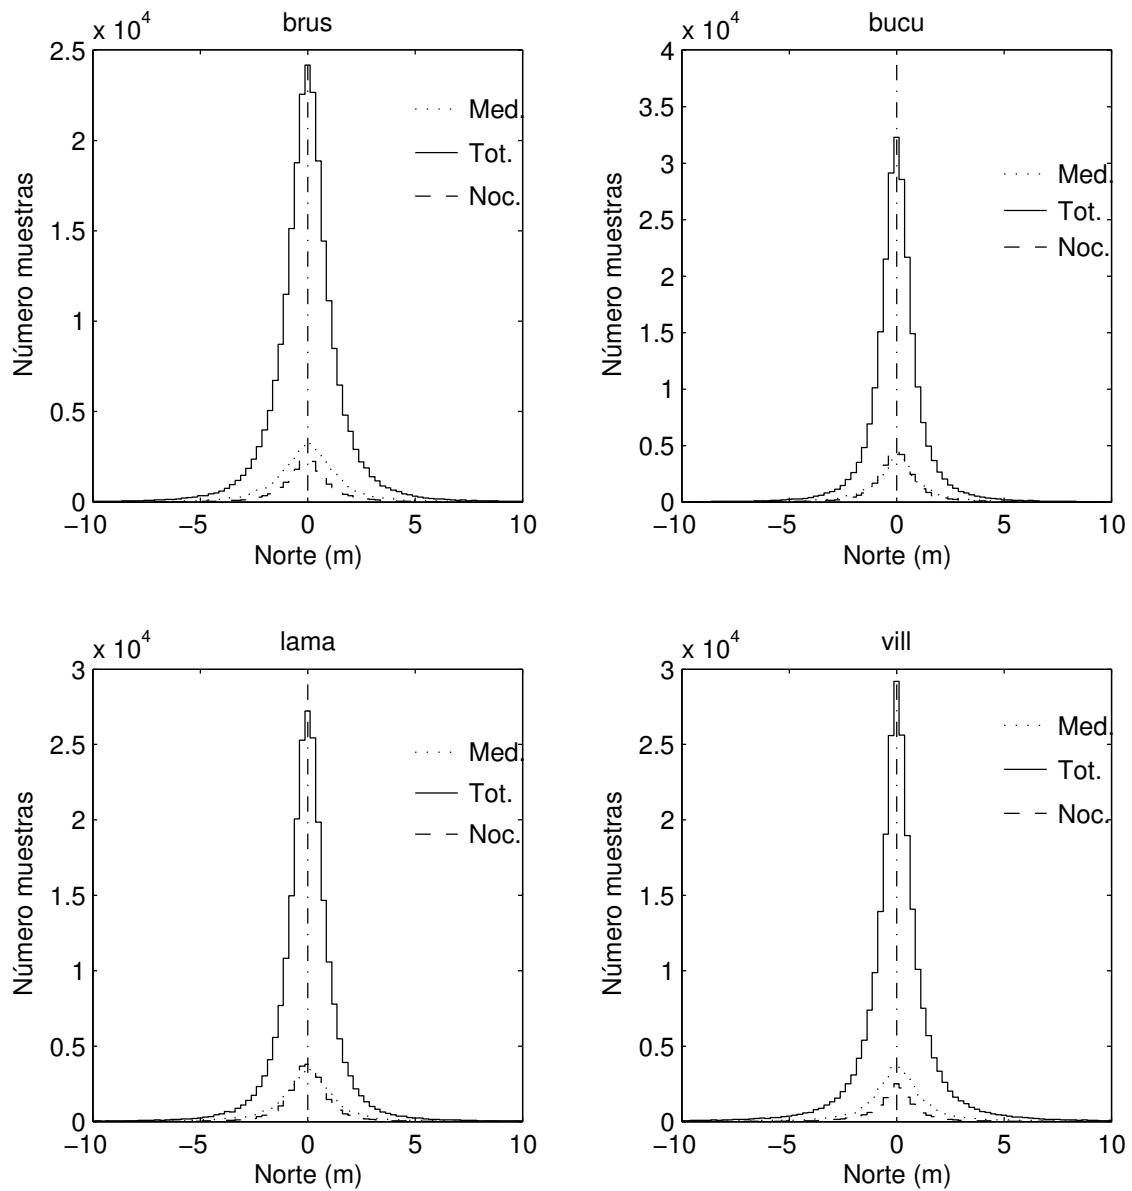 x 10^4 brus
2.5
2
1.5
1
0.5
0
Número muestras
Med.
Tot.
Noc.
−10 −5 0 5 10
Norte (m)
x 10^4 bucu
4
3.5
3
2.5
2
1.5
1
0.5
0
Número muestras
Med.
Tot.
Noc.
−10 −5 0 5 10
Norte (m)
x 10^4 lama
3
2.5
2
1.5
1
0.5
0
Número muestras
Med.
Tot.
Noc.
−10 −5 0 5 10
Norte (m)
x 10^4 vill
3
2.5
2
1.5
1
0.5
0
Número muestras
Med.
Tot.
Noc.
−10 −5 0 5 10
Norte (m)